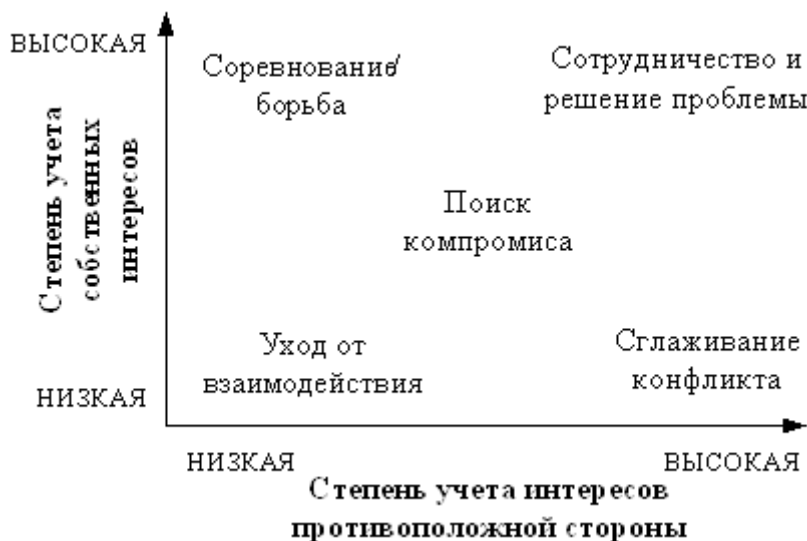 ВЫСОКАЯ
Соревнование/
борьба
Сотрудничество и
решение проблемы
Степень учета
собственных
интересов
Поиск
компромиса
Уход от
взаимодействия
Сглаживание
конфликта
НИЗКАЯ
НИЗКАЯ
ВЫСОКАЯ
Степень учета интересов
противоположной стороны